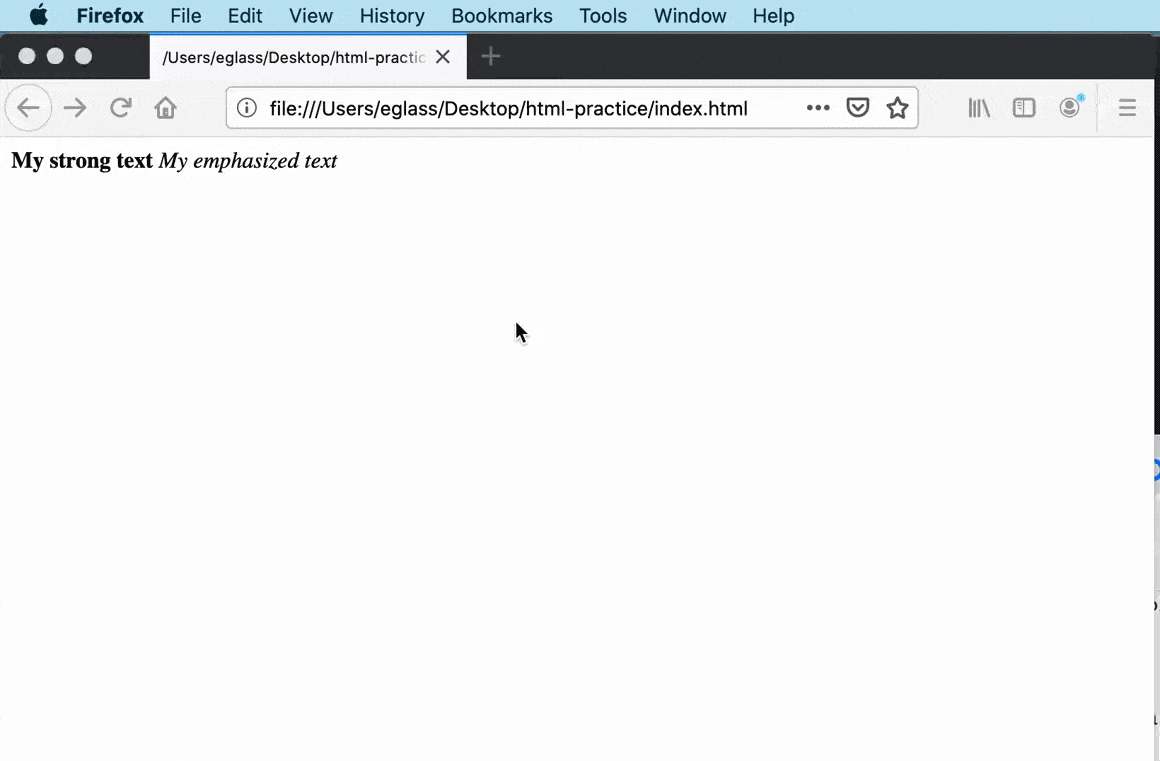 Firefox File Edit View History Bookmarks Tools Window Help
/Users/eglass/Desktop/html-practic
file:///Users/eglass/Desktop/html-practice/index.html
My strong text My emphasized text